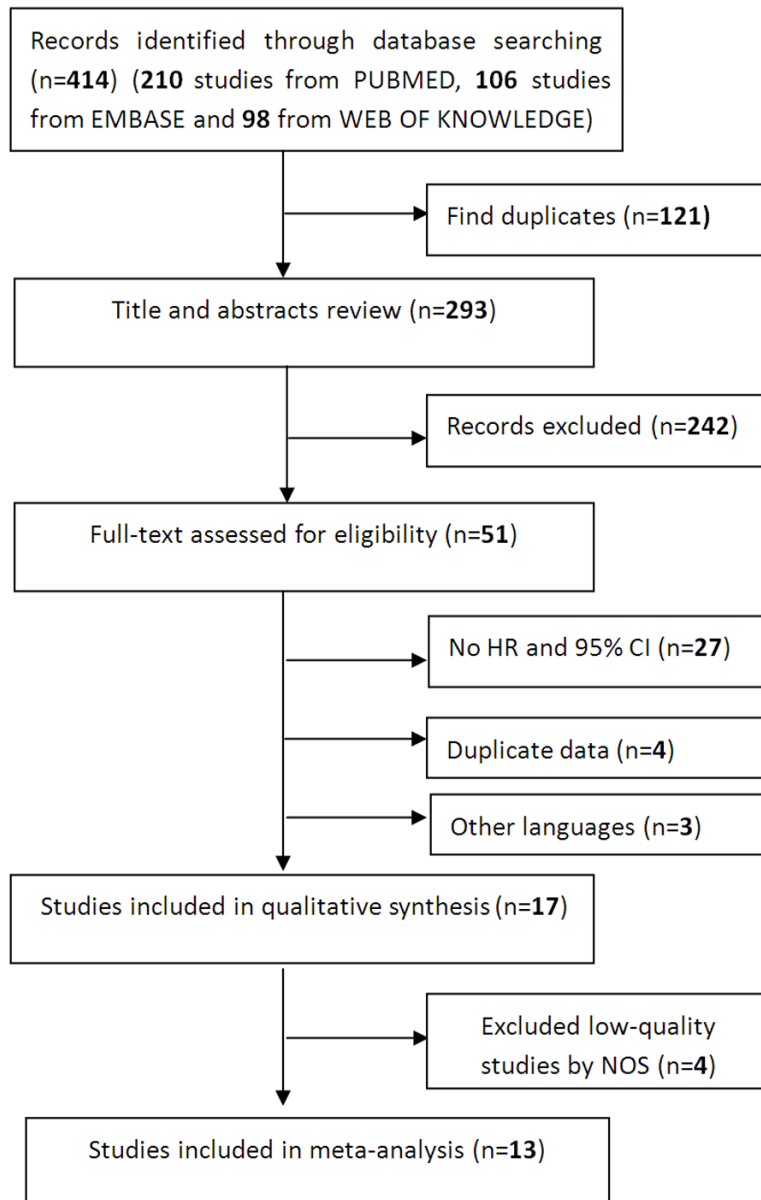 Records identified through database searching
(n=414) (210 studies from PUBMED, 106 studies
from EMBASE and 98 from WEB OF KNOWLEDGE)
Find duplicates (n=121)
Title and abstracts review (n=293)
Records excluded (n=242)
Full-text assessed for eligibility (n=51)
No HR and 95% CI (n=27)
Duplicate data (n=4)
Other languages (n=3)
Studies included in qualitative synthesis (n=17)
Excluded low-quality
studies by NOS (n=4)
Studies included in meta-analysis (n=13)